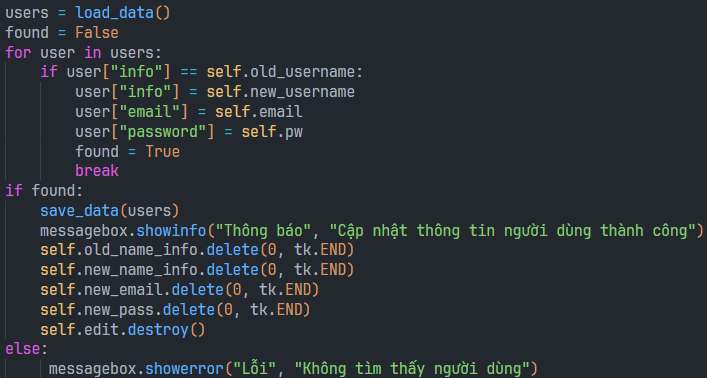 users = load_data()
found = False
for user in users:
    if user["info"] == self.old_username:
        user["info"] = self.new_username
        user["email"] = self.email
        user["password"] = self.pw
        found = True
        break
if found:
    save_data(users)
    messagebox.showinfo("Thông báo", "Cập nhật thông tin người dùng thành công")
    self.old_name_info.delete(0, tk.END)
    self.new_name_info.delete(0, tk.END)
    self.new_email.delete(0, tk.END)
    self.new_pass.delete(0, tk.END)
    self.edit.destroy()
else:
     messagebox.showerror("Lỗi", "Không tìm thấy người dùng")